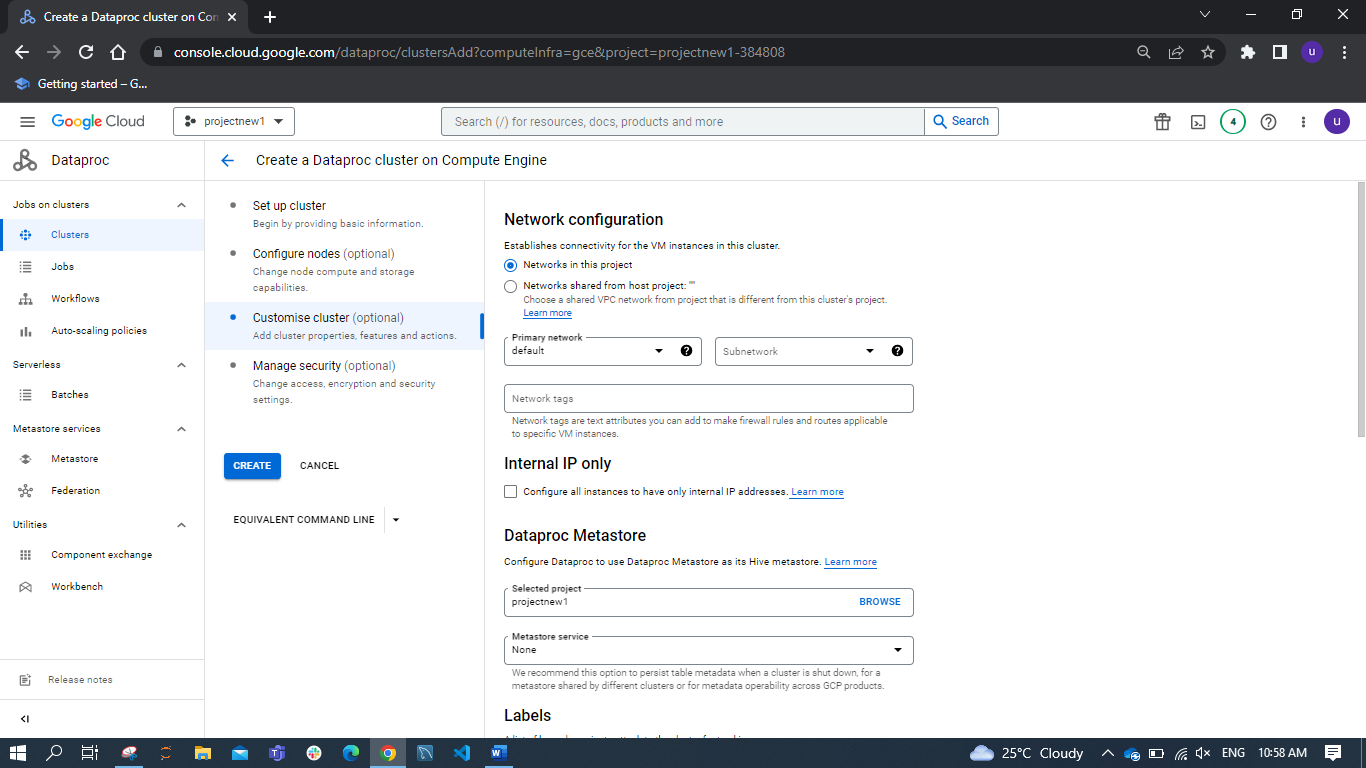 Create a Dataproc cluster on Con
console.cloud.google.com/dataproc/clustersAdd?computeInfra=gce&project=projectnew1-384808
u
Getting started – G...
Google Cloud
projectnew1
Search (/) for resources, docs, products and more
Search
4
u
Dataproc
Create a Dataproc cluster on Compute Engine
Jobs on clusters
Clusters
Jobs
Workflows
Auto-scaling policies
Serverless
Batches
Metastore services
Metastore
Federation
Utilities
Component exchange
Workbench
Release notes
Set up cluster
Begin by providing basic information.
Configure nodes (optional)
Change node compute and storage
capabilities.
Customise cluster (optional)
Add cluster properties, features and actions.
Manage security (optional)
Change access, encryption and security
settings.
CREATE
CANCEL
EQUIVALENT COMMAND LINE
Network configuration
Establishes connectivity for the VM instances in this cluster.
Networks in this project
Networks shared from host project: ""
Choose a shared VPC network from project that is different from this cluster's project.
Learn more
Primary network
default
Subnetwork
Network tags
Network tags are text attributes you can add to make firewall rules and routes applicable
to specific VM instances.
Internal IP only
Configure all instances to have only internal IP addresses. Learn more
Dataproc Metastore
Configure Dataproc to use Dataproc Metastore as its Hive metastore. Learn more
Selected project
projectnew1
BROWSE
Metastore service
None
We recommend this option to persist table metadata when a cluster is shut down, for a
metastore shared by different clusters or for metadata operability across GCP products.
Labels
25°C Cloudy
ENG
10:58 AM